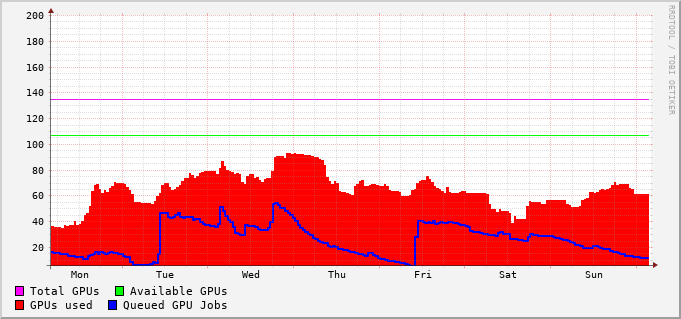 200
180
160
140
120
100
80
60
40
20
Mon Tue Wed Thu Fri Sat Sun
Total GPUs Available GPUs
GPUs used Queued GPU Jobs
RRDTOOL / TOBI OETIKER